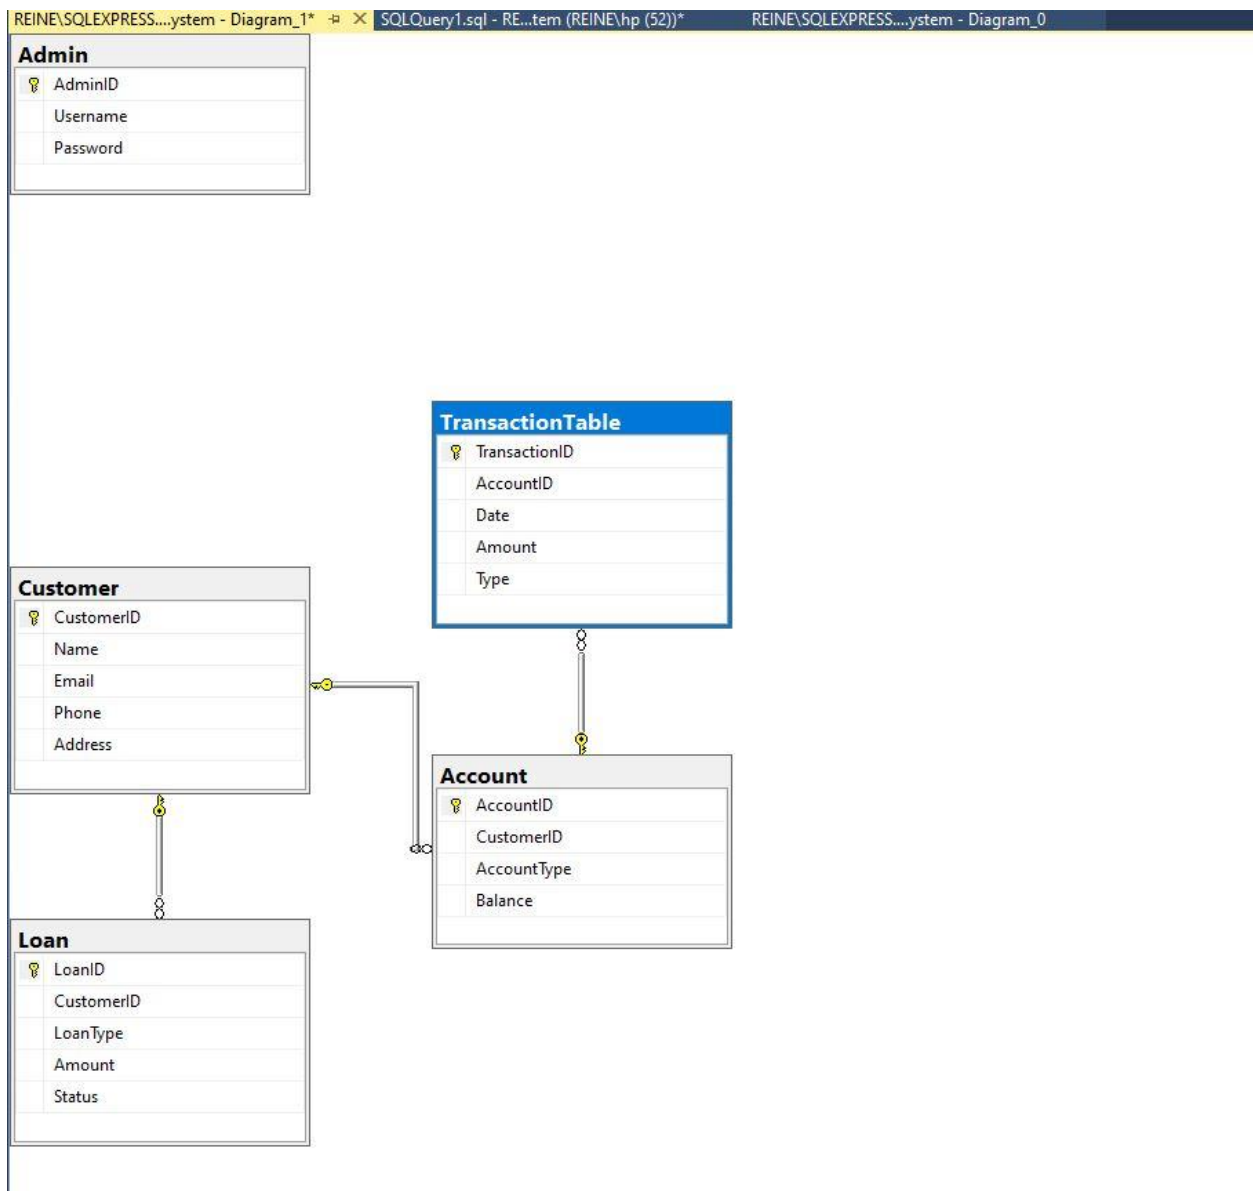 REINE\SQLEXPRESS....ystem - Diagram_1*
SQLQuery1.sql - RE...tem (REINE\hp (52))*
REINE\SQLEXPRESS....ystem - Diagram_0
Admin
AdminID
Username
Password
TransactionTable
TransactionID
AccountID
Date
Amount
Type
Customer
CustomerID
Name
Email
Phone
Address
Account
AccountID
CustomerID
AccountType
Balance
Loan
LoanID
CustomerID
LoanType
Amount
Status